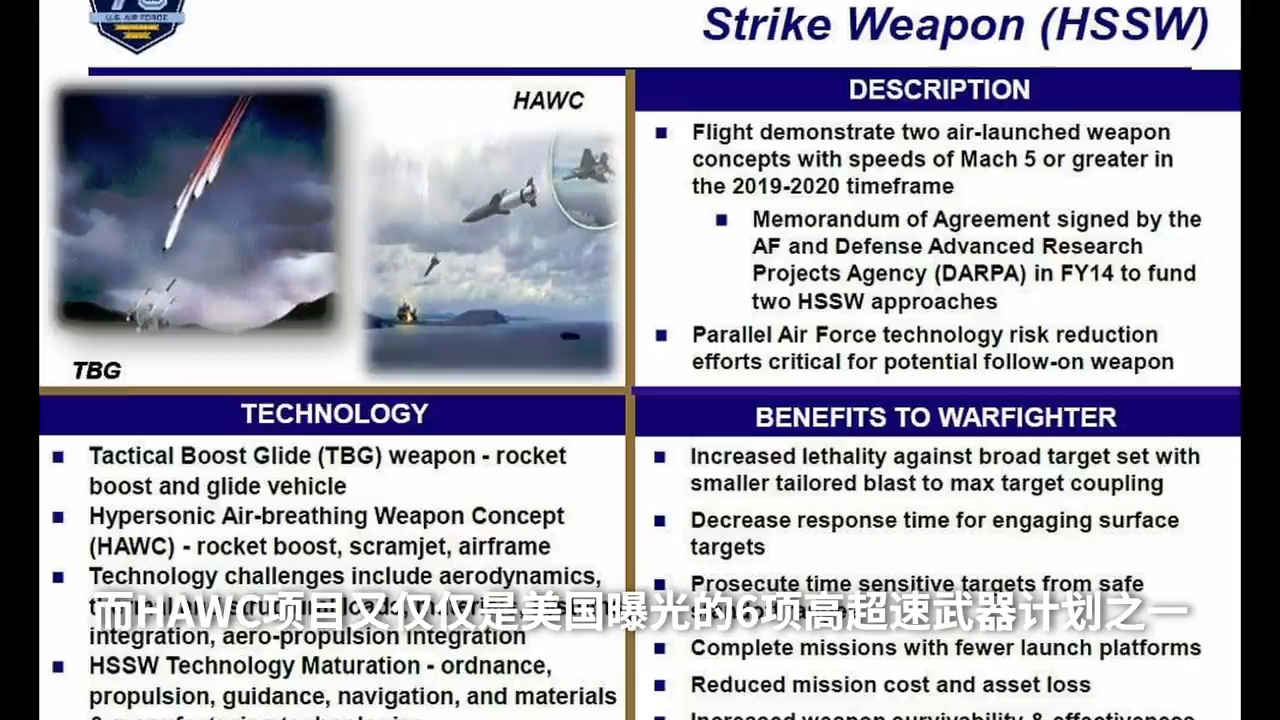 U.S. AIR FORCE
Strike Weapon (HSSW)
HAWC
TBG
DESCRIPTION
■ Flight demonstrate two air-launched weapon
concepts with speeds of Mach 5 or greater in
the 2019-2020 timeframe
■ Memorandum of Agreement signed by the
AF and Defense Advanced Research
Projects Agency (DARPA) in FY14 to fund
two HSSW approaches
■ Parallel Air Force technology risk reduction
efforts critical for potential follow-on weapon
TECHNOLOGY
■ Tactical Boost Glide (TBG) weapon - rocket
boost and glide vehicle
■ Hypersonic Air-breathing Weapon Concept
(HAWC) - rocket boost, scramjet, airframe
■ Technology challenges include aerodynamics,
integration, aero-propulsion integration
■ HSSW Technology Maturation - ordnance,
propulsion, guidance, navigation, and materials
BENEFITS TO WARFIGHTER
■ Increased lethality against broad target set with
smaller tailored blast to max target coupling
■ Decrease response time for engaging surface
targets
■ Prosecute time sensitive targets from safe
■ Complete missions with fewer launch platforms
■ Reduced mission cost and asset loss
■ Increased weapon survivability & effectiveness
而HAWC项目又仅仅是美国曝光的6项高超速武器计划之一